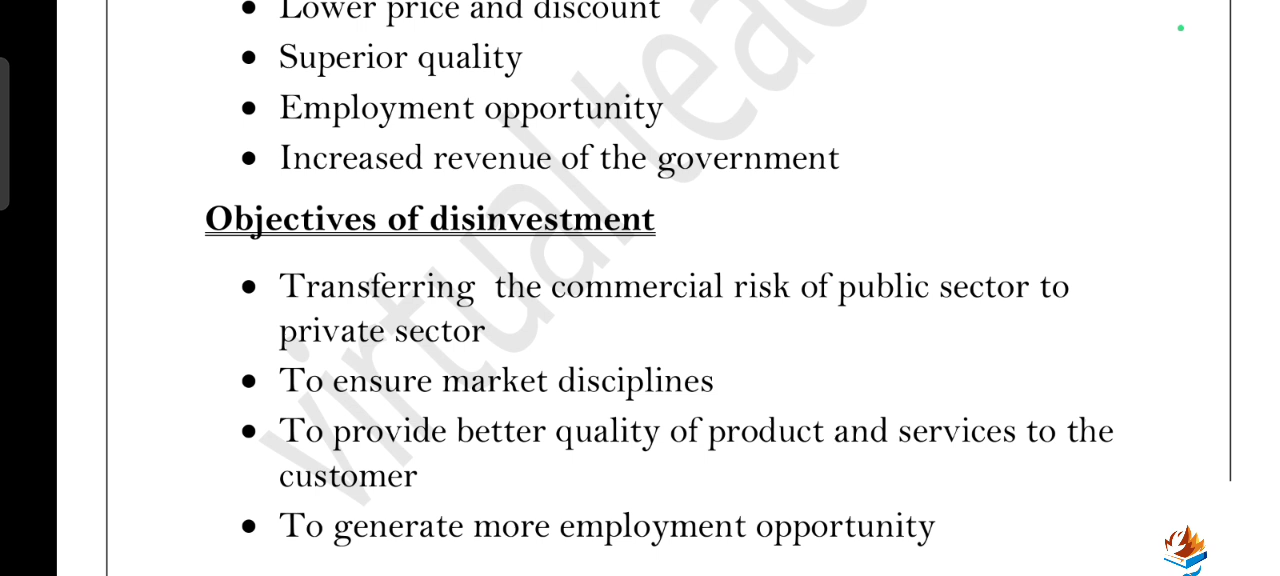 Lower price and discount
• Superior quality
• Employment opportunity
• Increased revenue of the government
Objectives of disinvestment
• Transferring the commercial risk of public sector to
private sector
• To ensure market disciplines
• To provide better quality of product and services to the
customer
• To generate more employment opportunity
virtual